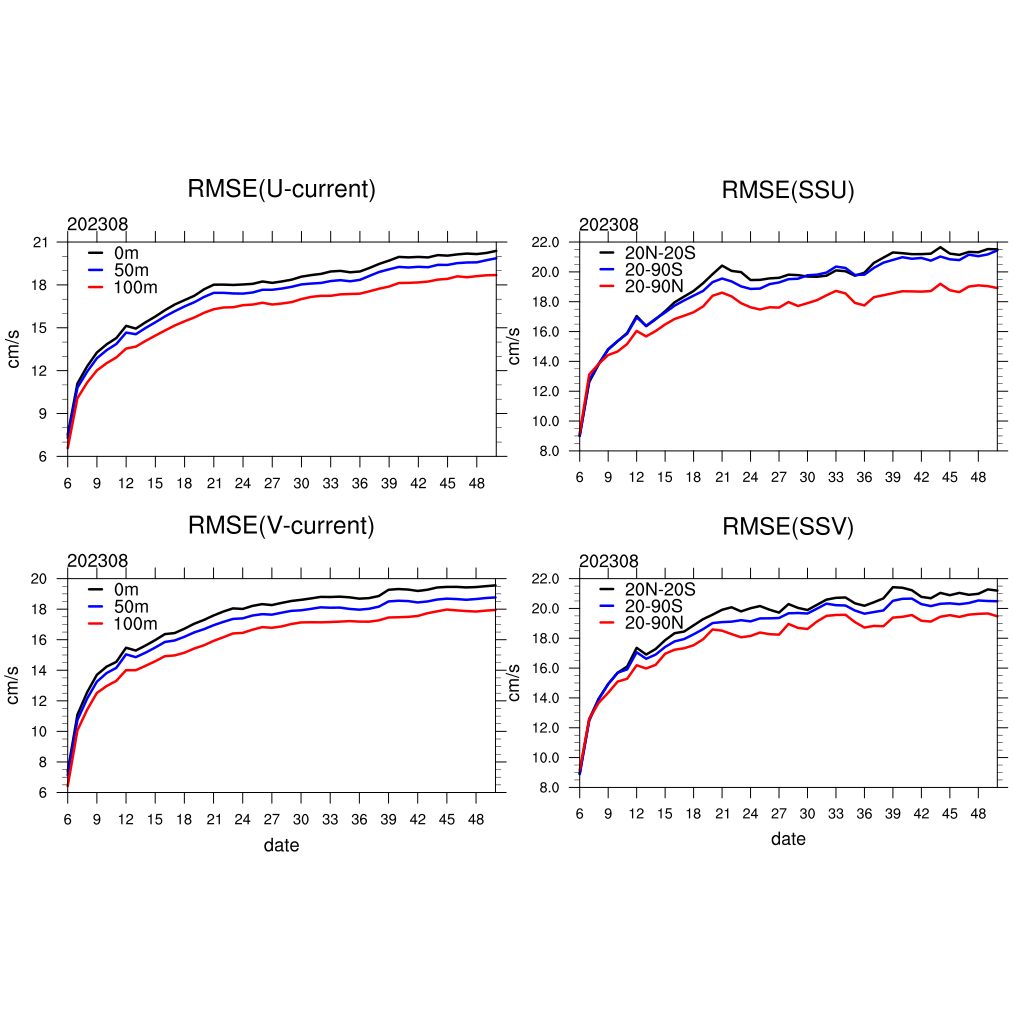 RMSE(U-current)
202308
0m
50m
100m
21
18
15
12
9
6
cm/s
6 9 12 15 18 21 24 27 30 33 36 39 42 45 48
RMSE(SSU)
202308
20N-20S
20-90S
20-90N
22.0
20.0
18.0
16.0
14.0
12.0
10.0
8.0
cm/s
6 9 12 15 18 21 24 27 30 33 36 39 42 45 48
RMSE(V-current)
202308
0m
50m
100m
20
18
16
14
12
10
8
6
cm/s
6 9 12 15 18 21 24 27 30 33 36 39 42 45 48
date
RMSE(SSV)
202308
20N-20S
20-90S
20-90N
22.0
20.0
18.0
16.0
14.0
12.0
10.0
8.0
cm/s
6 9 12 15 18 21 24 27 30 33 36 39 42 45 48
date